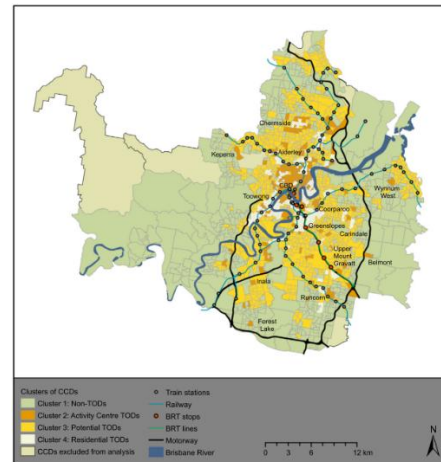 Chermside
Keperra
Alderley
CBD
Toowong
Wynnum
West
Coorparoo
Greenslopes
Carindale
Upper
Mount
Gravatt
Belmont
Inala
Runcorn
Forest
Lake
Clusters of CCDs
Cluster 1: Non-TODs
Cluster 2: Activity Centre TODs
Cluster 3: Potential TODs
Cluster 4: Residential TODs
CCDs excluded from analysis
Train stations
Railway
BRT stops
BRT lines
Motorway
Brisbane River
0 3 6 12 km
N